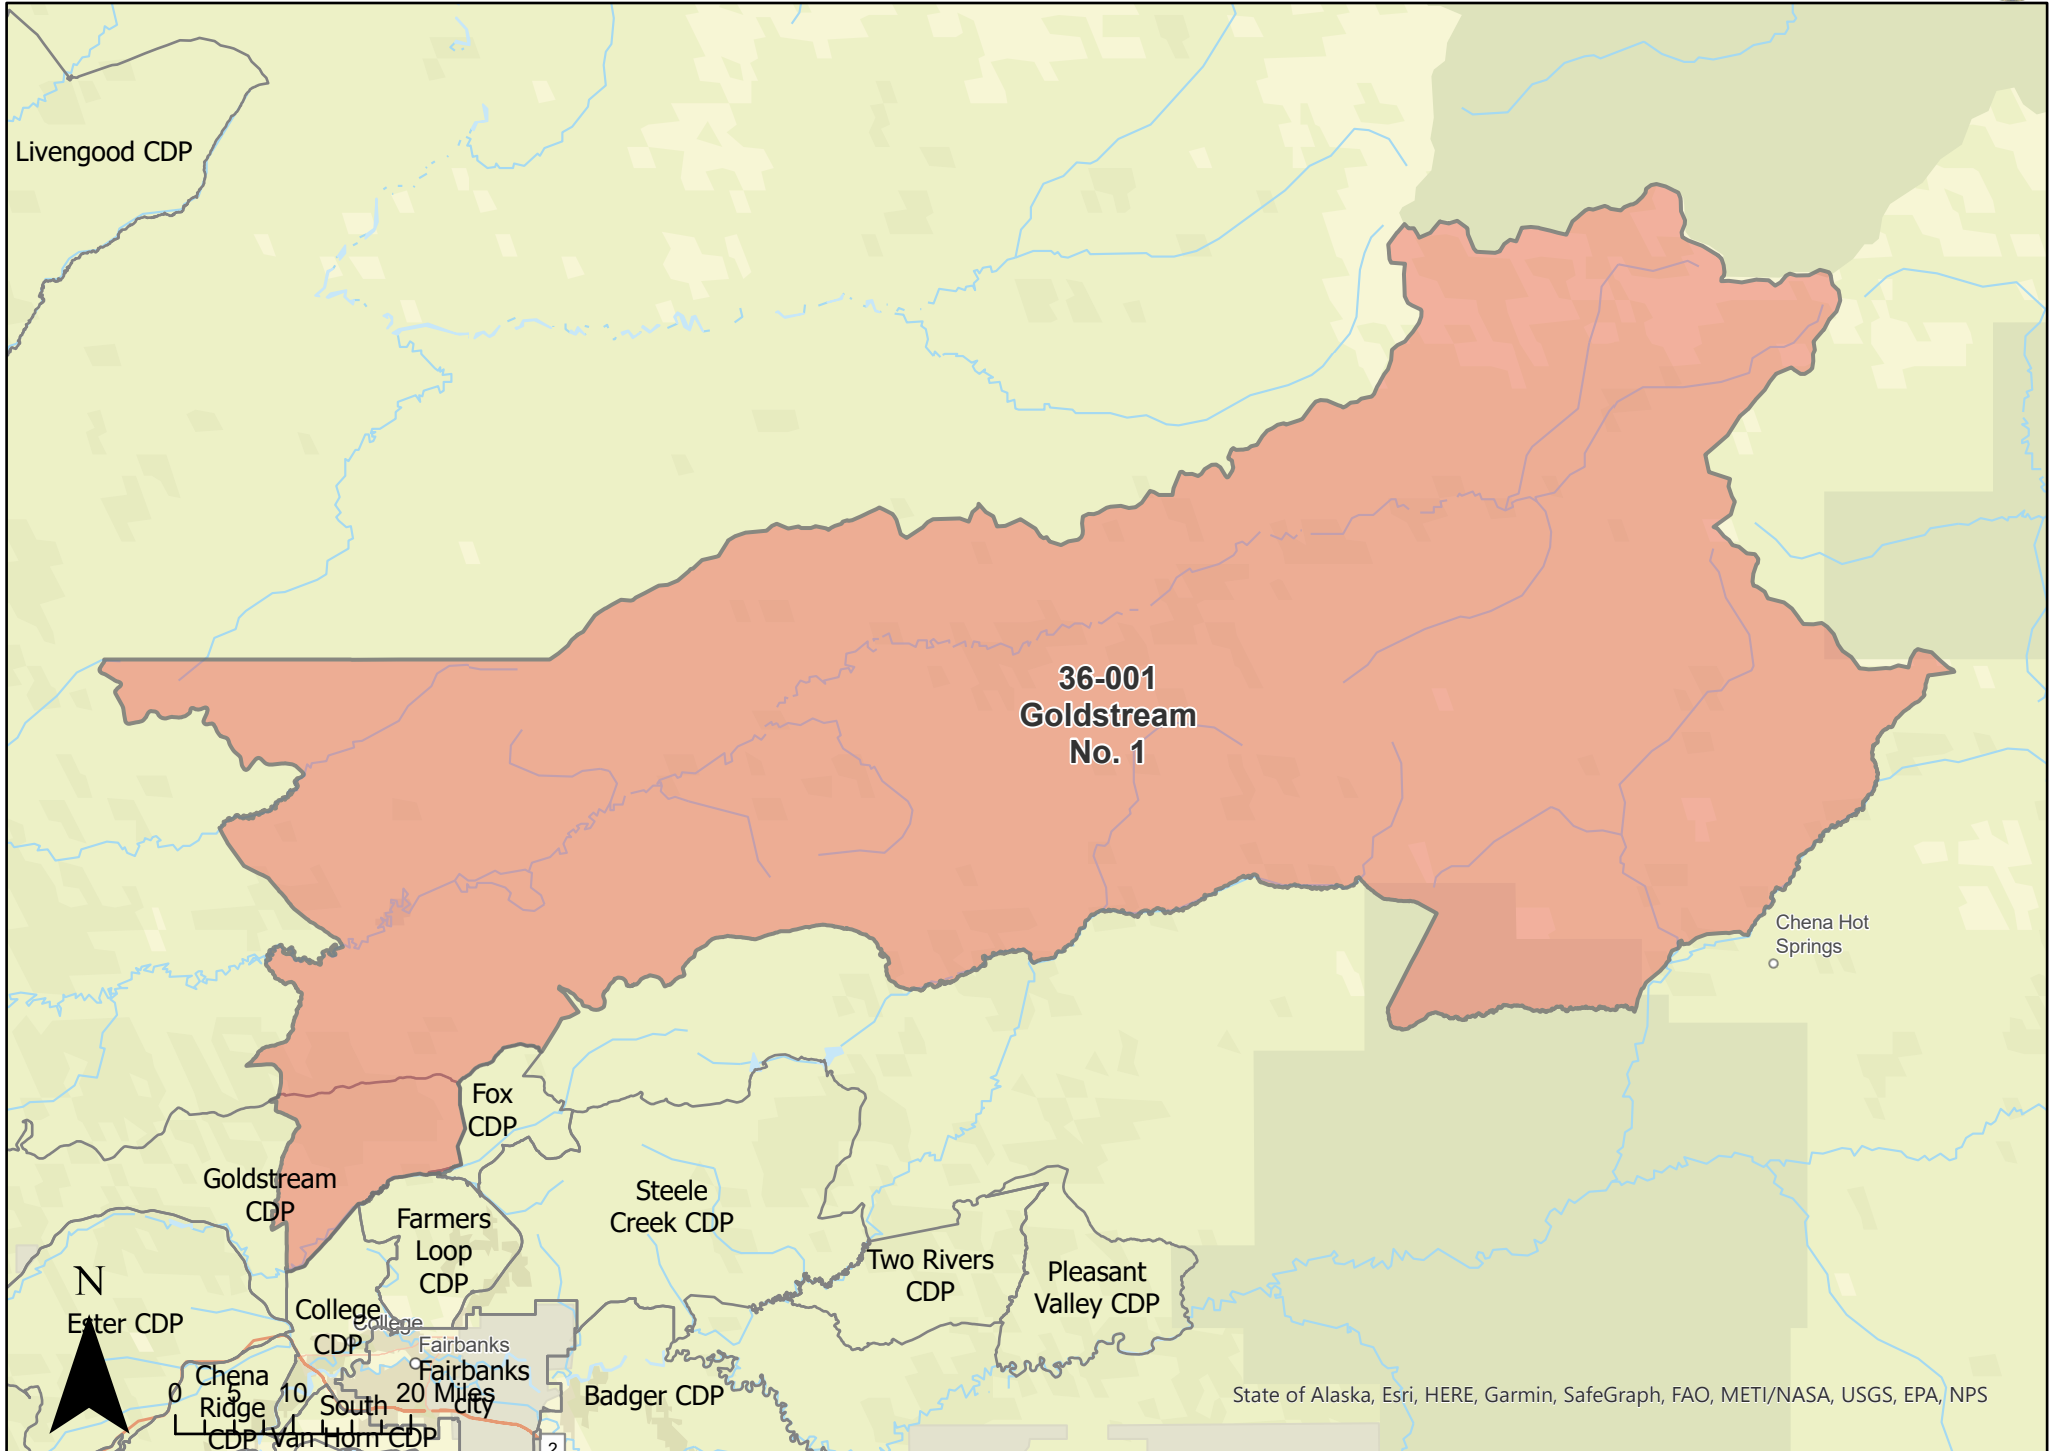 Livengood CDP
36-001
Goldstream
No. 1
Chena Hot
Springs
Fox
CDP
Goldstream
CDP
Farmers
Loop
CDP
Steele
Creek CDP
Two Rivers
CDP
Pleasant
Valley CDP
N
Ester CDP
College
CDP
College
Fairbanks
Fairbanks
city
Chena
Ridge
CDP
South
Van Horn CDP
Badger CDP
0 5 10 20 Miles
2
State of Alaska, Esri, HERE, Garmin, SafeGraph, FAO, METI/NASA, USGS, EPA, NPS